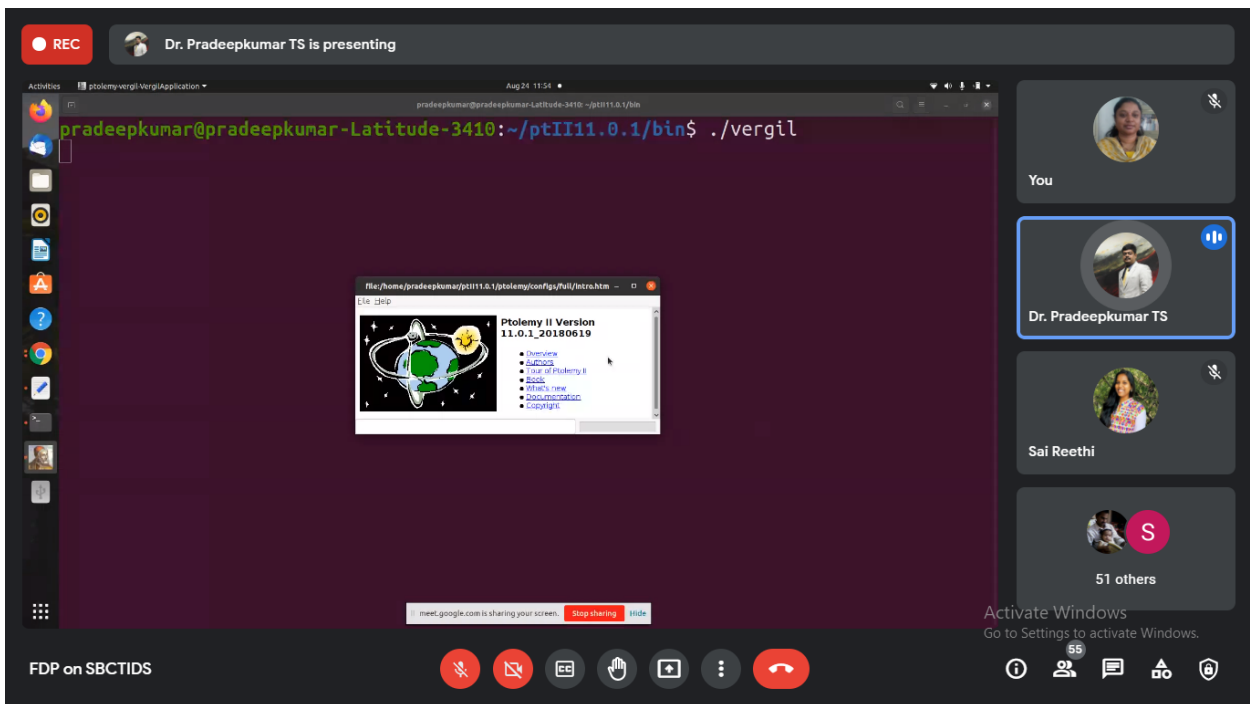 REC
Dr. Pradeepkumar TS is presenting
Activities ptolemy-vergil-VergilApplication
Aug 24 11:54
pradeepkumar@pradeepkumar-Latitude-3410: ~/ptII11.0.1/bin
pradeepkumar@pradeepkumar-Latitude-3410:~/ptII11.0.1/bin$ ./vergil
file:/home/pradeepkumar/ptII11.0.1/ptolemy/configs/full/intro.htm
File Help
Ptolemy II Version
11.0.1_20180619
Overview
Authors
Tour of Ptolemy II
Book
What's new
Documentation
Copyright
meet.google.com is sharing your screen. Stop sharing Hide
You
Dr. Pradeepkumar TS
Sai Reethi
S
51 others
Activate Windows
Go to Settings to activate Windows.
FDP on SBCTIDS
CC
55